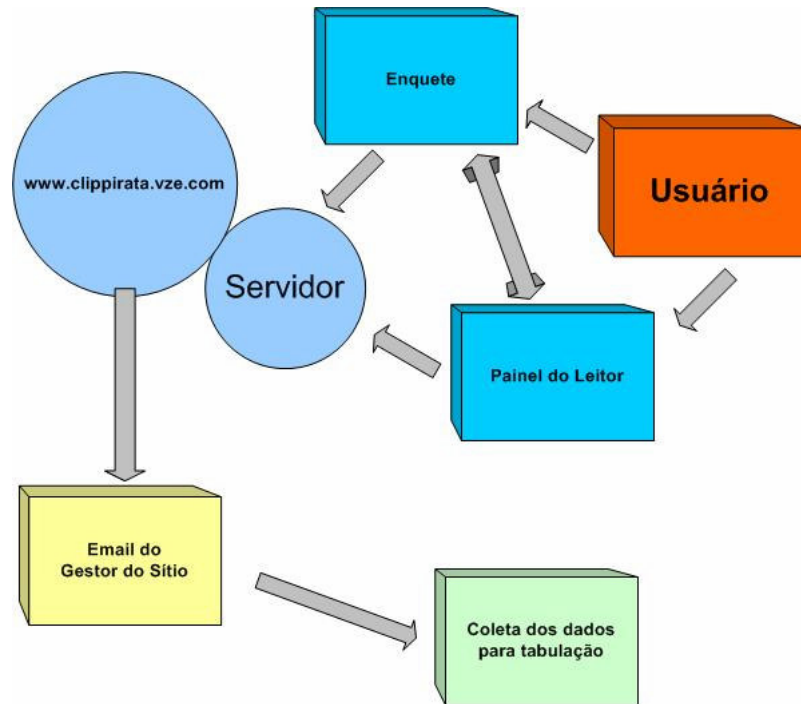 Enquete
Usuário
www.clippirata.vze.com
Servidor
Painel do Leitor
Email do
Gestor do Sítio
Coleta dos dados
para tabulação